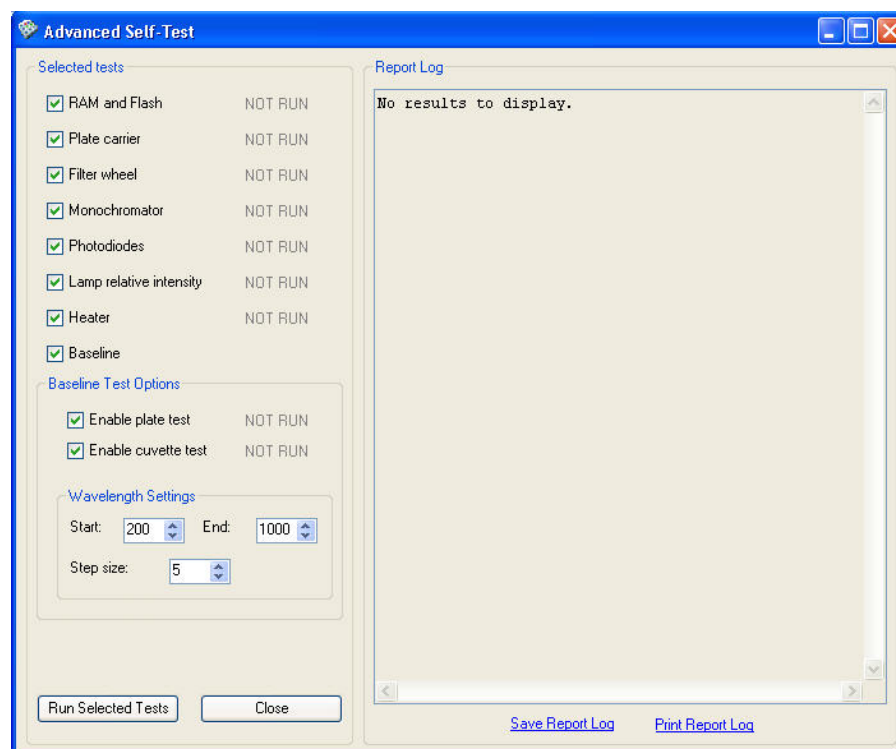 Advanced Self-Test
Selected tests
RAM and Flash NOT RUN
Plate carrier NOT RUN
Filter wheel NOT RUN
Monochromator NOT RUN
Photodiodes NOT RUN
Lamp relative intensity NOT RUN
Heater NOT RUN
Baseline
Baseline Test Options
Enable plate test NOT RUN
Enable cuvette test NOT RUN
Wavelength Settings
Start: 200 End: 1000
Step size: 5
Run Selected Tests Close
Report Log
No results to display.
Save Report Log Print Report Log